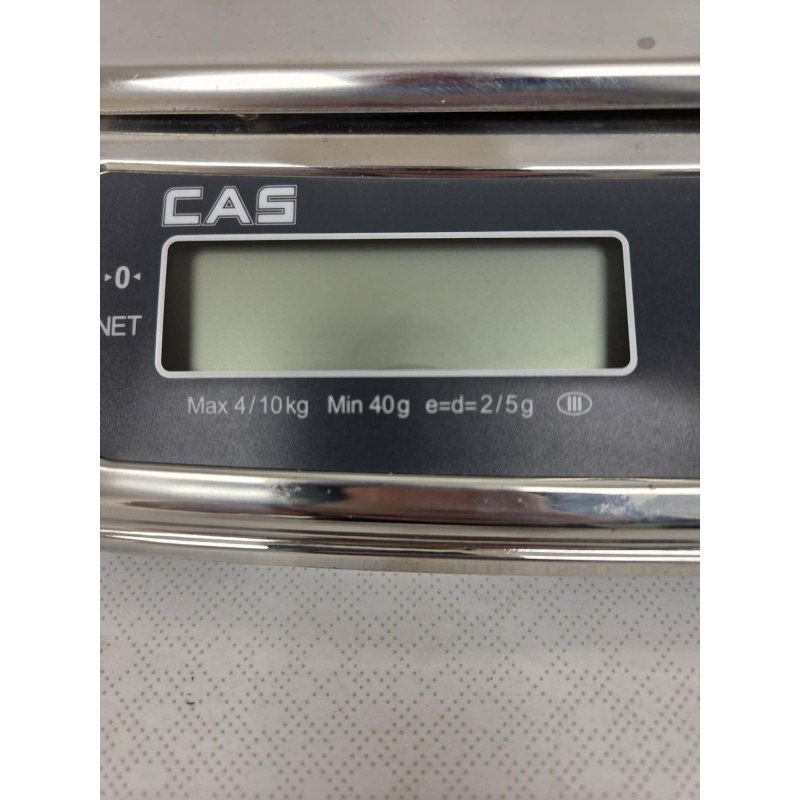 CAS
▸0◂
NET
Max 4/10kg Min 40g e=d=2/5g III